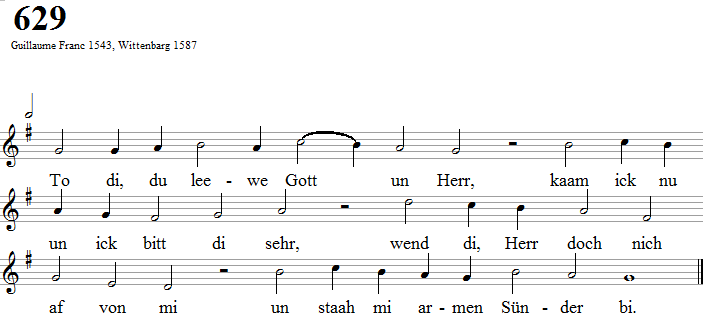 629
Guillaume Franc 1543, Wittenbarg 1587
To di, du lee - we Gott un Herr, kaam ick nu
un ick bitt di sehr, wend di, Herr doch nich
af von mi un staah mi ar - men Sün - der bi.